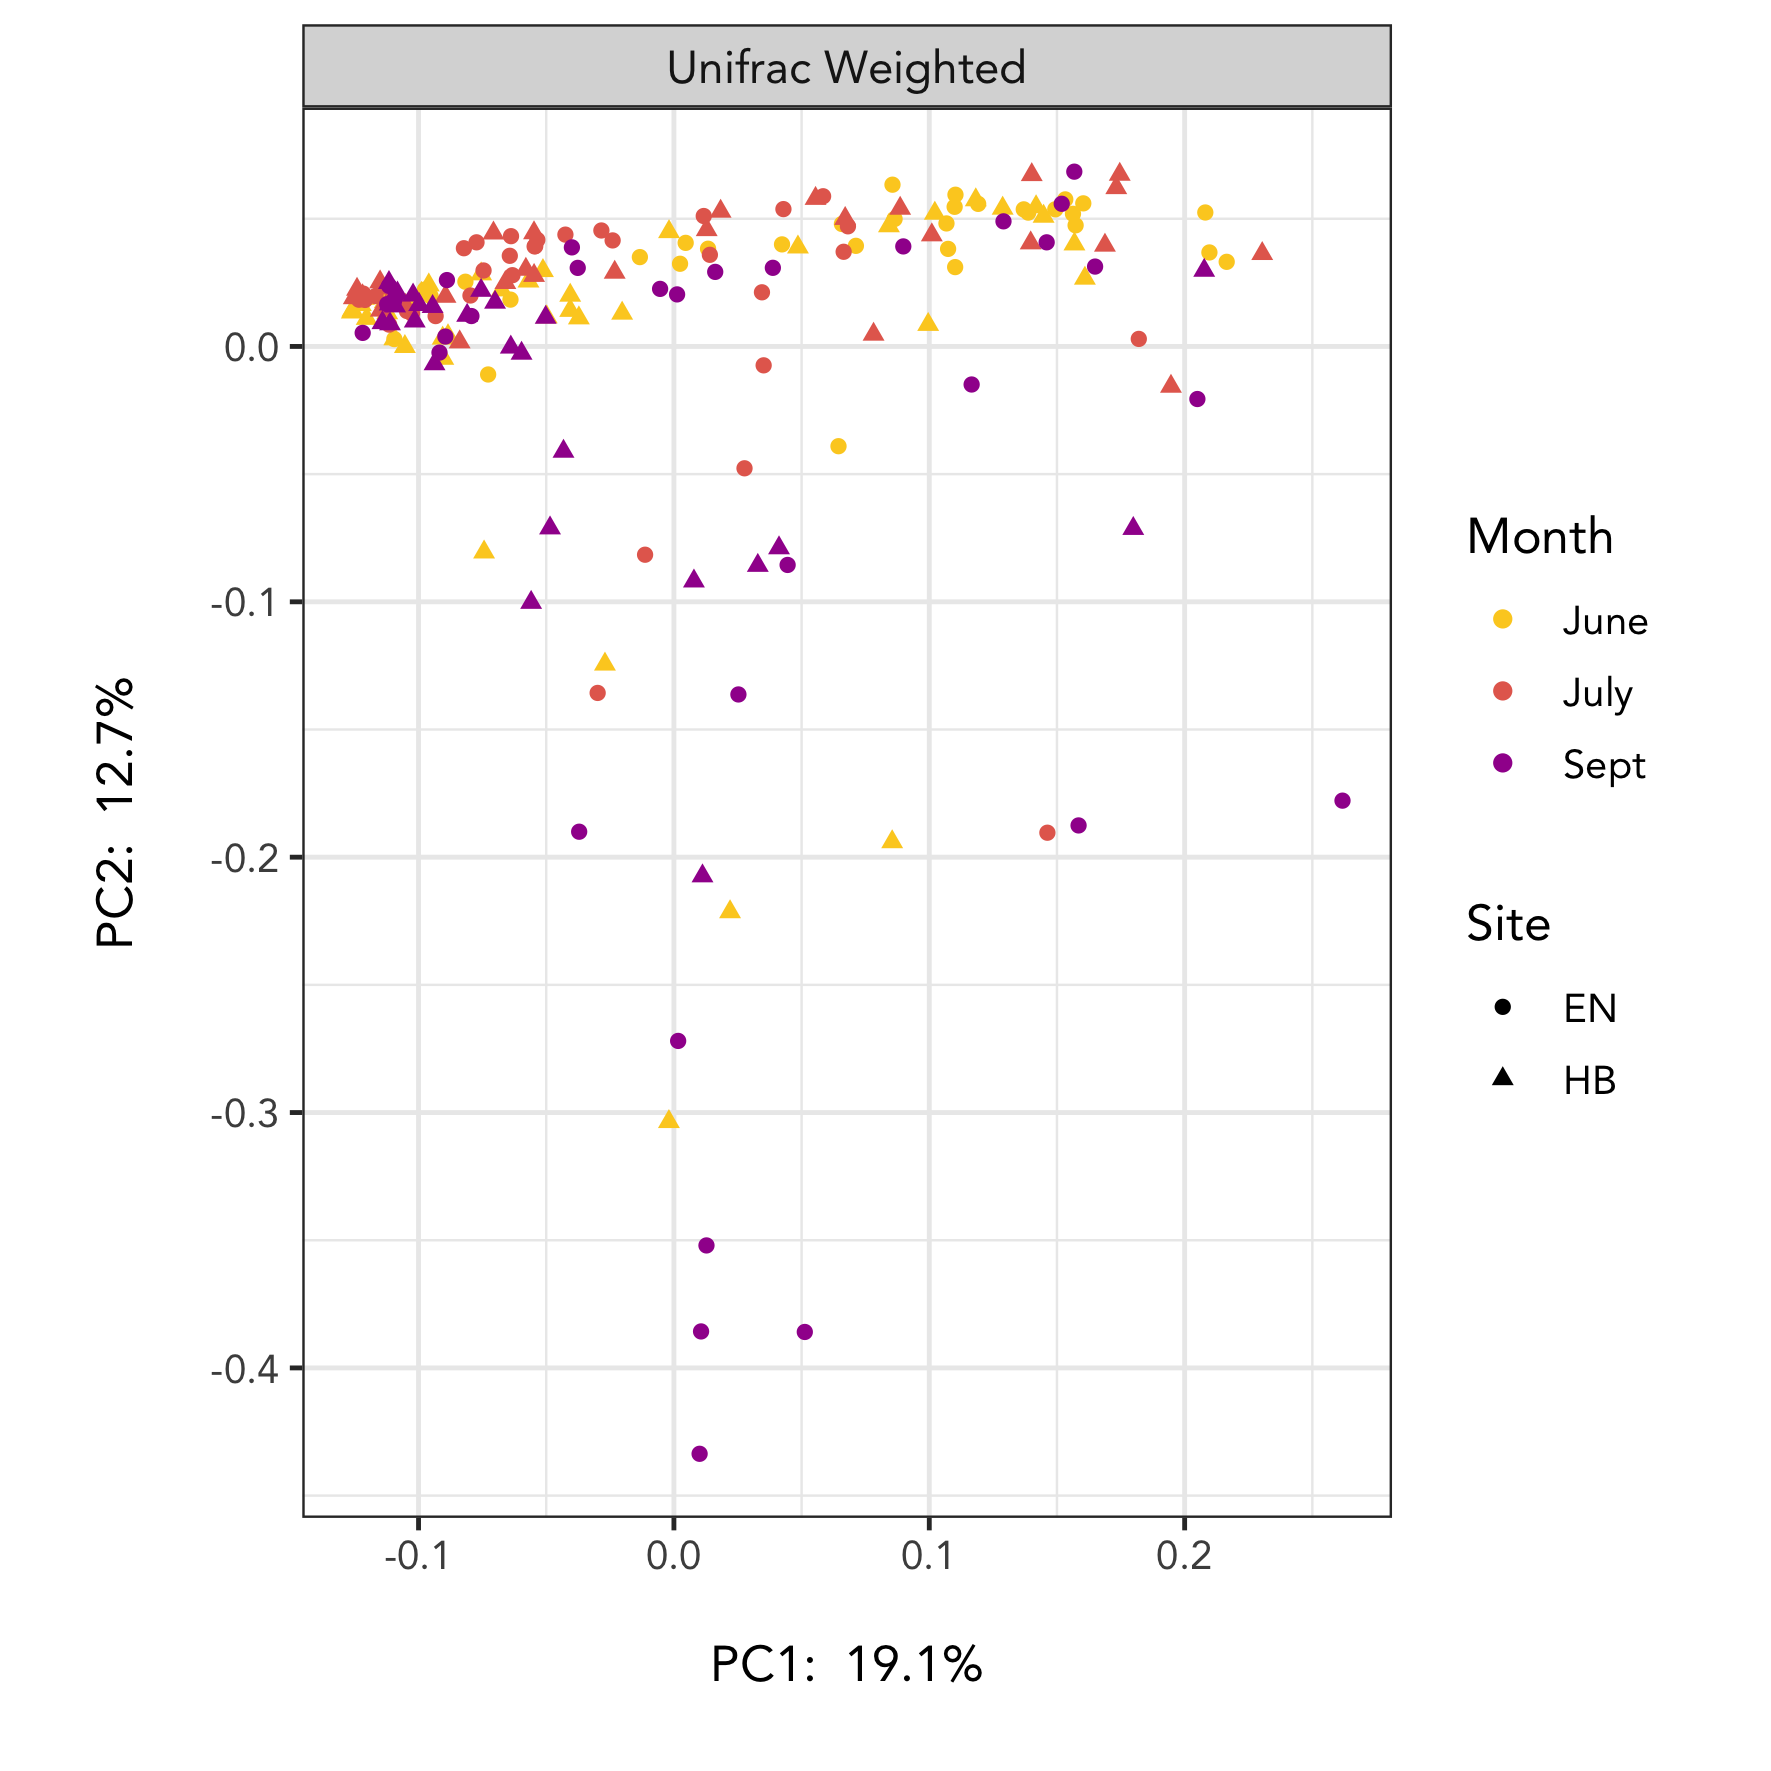 Unifrac Weighted
0.0
-0.1
-0.2
-0.3
-0.4
PC2: 12.7%
-0.1 0.0 0.1 0.2
PC1: 19.1%
Month
June
July
Sept
Site
EN
HB